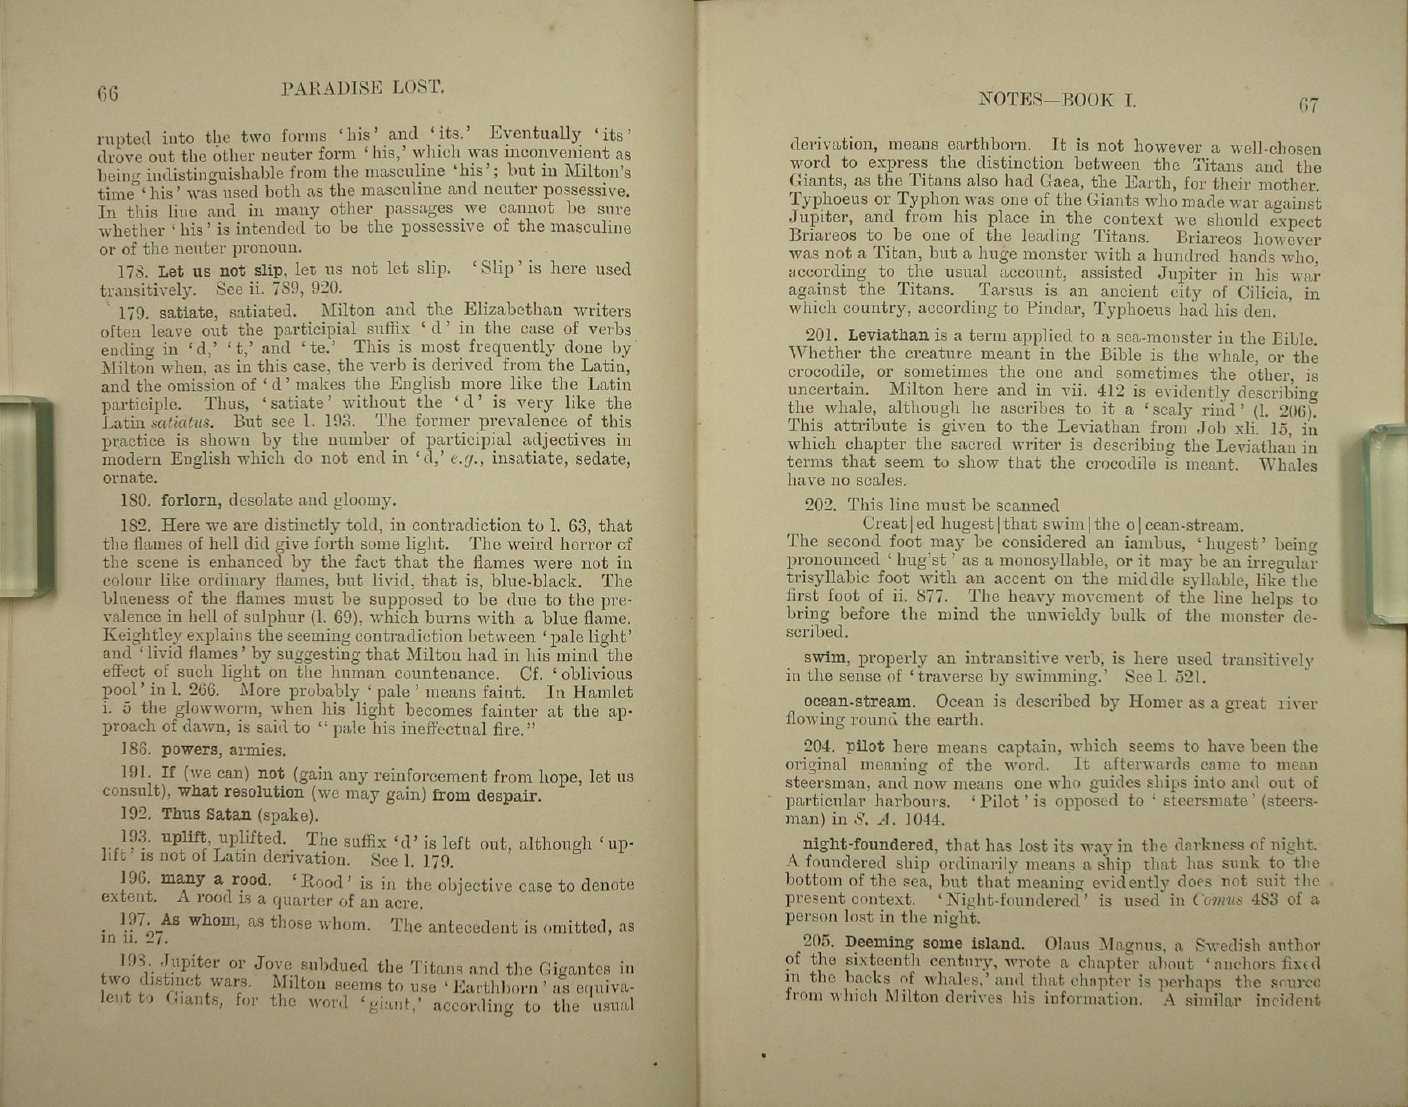 66
PARADISE LOST.
rupted into the two forms ‘his’ and ‘its.’ Eventually ‘its’
drove out the other neuter form ‘his,’ which was inconvenient as
being indistinguishable from the masculine ‘his’; but in Milton's
time ‘his’ was used both as the masculine and neuter possessive.
In this line and in many other passages we cannot be sure
whether ‘his’ is intended to be the possessive of the masculine
or of the neuter pronoun.
178. Let us not slip, let us not let slip. ‘Slip’ is here used
transitively. See ii. 789, 920.
179. satiate, satiated. Milton and the Elizabethan writers
often leave out the participial suffix ‘d’ in the case of verbs
ending in ‘d,’ ‘t,’ and ‘te.’ This is most frequently done by
Milton when, as in this case, the verb is derived from the Latin,
and the omission of ‘d’ makes the English more like the Latin
participle. Thus, ‘satiate’ without the ‘d’ is very like the
Latin satiatus. But see l. 193. The former prevalence of this
practice is shown by the number of participial adjectives in
modern English which do not end in ‘d,’ e.g., insatiate, sedate,
ornate.
180. forlorn, desolate and gloomy.
182. Here we are distinctly told, in contradiction to l. 63, that
the flames of hell did give forth some light. The weird horror of
the scene is enhanced by the fact that the flames were not in
colour like ordinary flames, but livid, that is, blue-black. The
blueness of the flames must be supposed to be due to the pre-
valence in hell of sulphur (l. 69), which burns with a blue flame.
Keightley explains the seeming contradiction between ‘pale light’
and ‘livid flames’ by suggesting that Milton had in his mind the
effect of such light on the human countenance. Cf. ‘oblivious
pool’ in l. 266. More probably ‘pale’ means faint. In Hamlet
i. 5 the glowworm, when his light becomes fainter at the ap-
proach of dawn, is said to “pale his ineffectual fire.”
186. powers, armies.
191. If (we can) not (gain any reinforcement from hope, let us
consult), what resolution (we may gain) from despair.
192. Thus Satan (spake).
193. uplift, uplifted. The suffix ‘d’ is left out, although ‘up-
lift’ is not of Latin derivation. See l. 179.
196. many a rood. ‘Rood’ is in the objective case to denote
extent. A rood is a quarter of an acre.
197. As whom, as those whom. The antecedent is omitted, as
in ii. 27.
198. Jupiter or Jove subdued the Titans and the Gigantes in
two distinct wars. Milton seems to use ‘Earthborn’ as equiva-
lent to Giants, for the word ‘giant,’ according to the usual
NOTES—BOOK I.
67
derivation, means earthborn. It is not however a well-chosen
word to express the distinction between the Titans and the
Giants, as the Titans also had Gaea, the Earth, for their mother.
Typhoeus or Typhon was one of the Giants who made war against
Jupiter, and from his place in the context we should expect
Briareos to be one of the leading Titans. Briareos however
was not a Titan, but a huge monster with a hundred hands who,
according to the usual account, assisted Jupiter in his war
against the Titans. Tarsus is an ancient city of Cilicia, in
which country, according to Pindar, Typhoeus had his den.
201. Leviathan is a term applied to a sea-monster in the Bible.
Whether the creature meant in the Bible is the whale, or the
crocodile, or sometimes the one and sometimes the other, is
uncertain. Milton here and in vii. 412 is evidently describing
the whale, although he ascribes to it a ‘scaly rind’ (l. 206).
This attribute is given to the Leviathan from Job xli. 15, in
which chapter the sacred writer is describing the Leviathan in
terms that seem to show that the crocodile is meant. Whales
have no scales.
202. This line must be scanned
Creat|ed hugest|that swim|the o|cean-stream.
The second foot may be considered an iambus, ‘hugest’ being
pronounced ‘hug'st’ as a monosyllable, or it may be an irregular
trisyllabic foot with an accent on the middle syllable, like the
first foot of ii. 877. The heavy movement of the line helps to
bring before the mind the unwieldy bulk of the monster de-
scribed.
swim, properly an intransitive verb, is here used transitively
in the sense of ‘traverse by swimming.’ See l. 521.
ocean-stream. Ocean is described by Homer as a great river
flowing round the earth.
204. pilot here means captain, which seems to have been the
original meaning of the word. It afterwards came to mean
steersman, and now means one who guides ships into and out of
particular harbours. ‘Pilot’ is opposed to ‘steersmate’ (steers-
man) in S. A. 1044.
night-foundered, that has lost its way in the darkness of night.
A foundered ship ordinarily means a ship that has sunk to the
bottom of the sea, but that meaning evidently does not suit the
present context. ‘Night-foundered’ is used in Comus 483 of a
person lost in the night.
205. Deeming some island. Olaus Magnus, a Swedish author
of the sixteenth century, wrote a chapter about ‘anchors fixed
in the backs of whales,’ and that chapter is perhaps the source
from which Milton derives his information. A similar incident